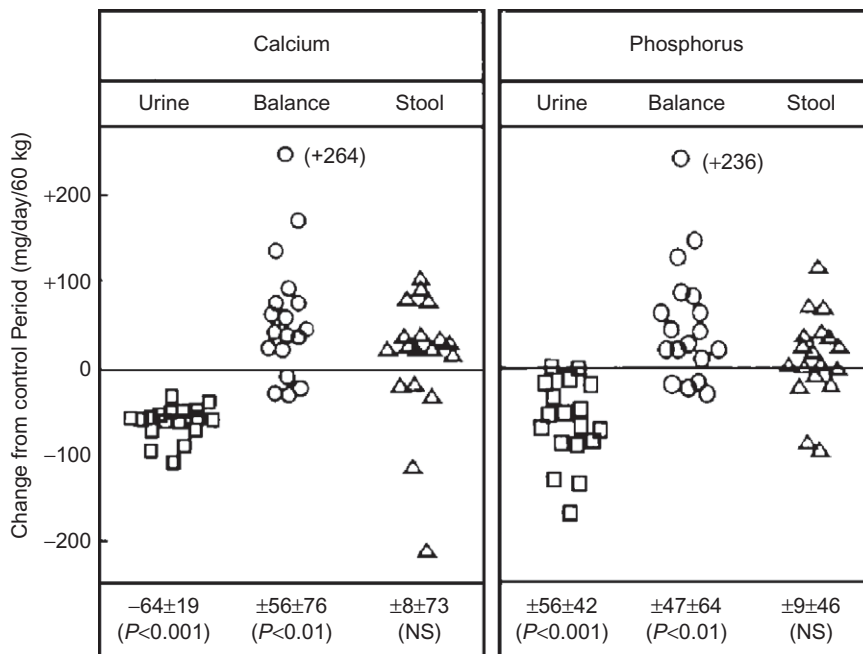 Calcium
Phosphorus
Urine Balance Stool
Urine Balance Stool
Change from control Period (mg/day/60 kg)
+200
+100
0
−100
−200
(+264)
(+236)
−64±19 ±56±76 ±8±73
(P<0.001) (P<0.01) (NS)
±56±42 ±47±64 ±9±46
(P<0.001) (P<0.01) (NS)